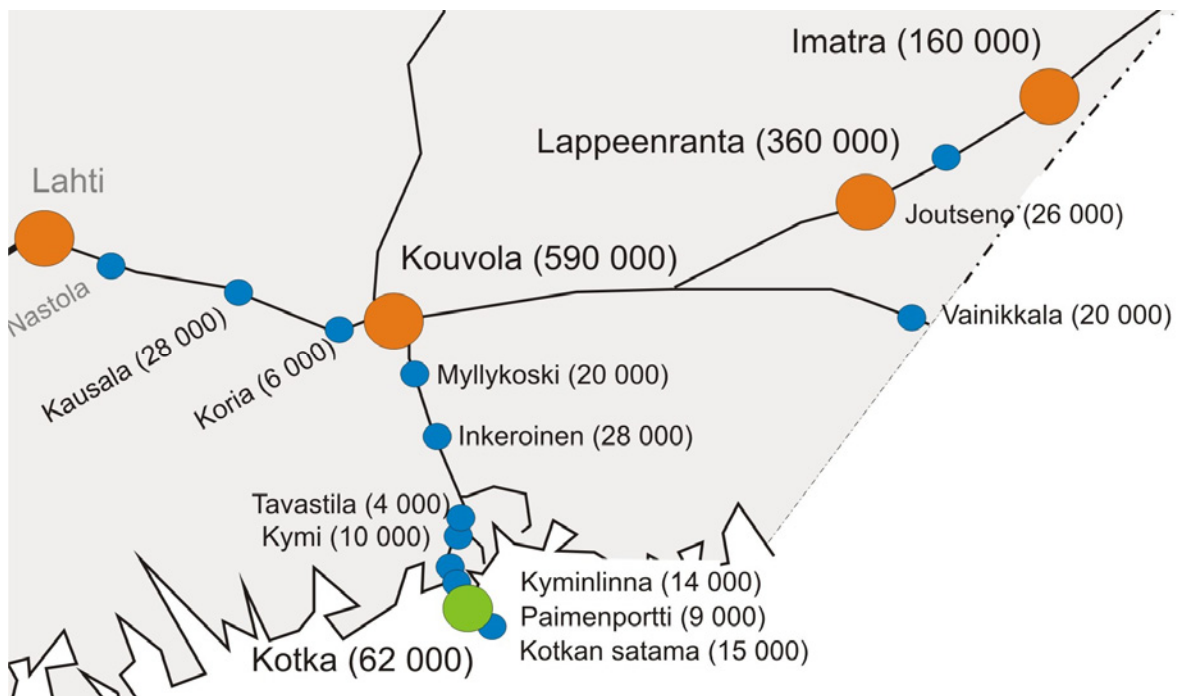 Imatra (160 000)
Lappeenranta (360 000)
Lahti
Joutseno (26 000)
Kouvola (590 000)
Nastola
Vainikkala (20 000)
Kausala (28 000)
Koria (6 000)
Myllykoski (20 000)
Inkeroinen (28 000)
Tavastila (4 000)
Kymi (10 000)
Kyminlinna (14 000)
Paimenportti (9 000)
Kotkan satama (15 000)
Kotka (62 000)